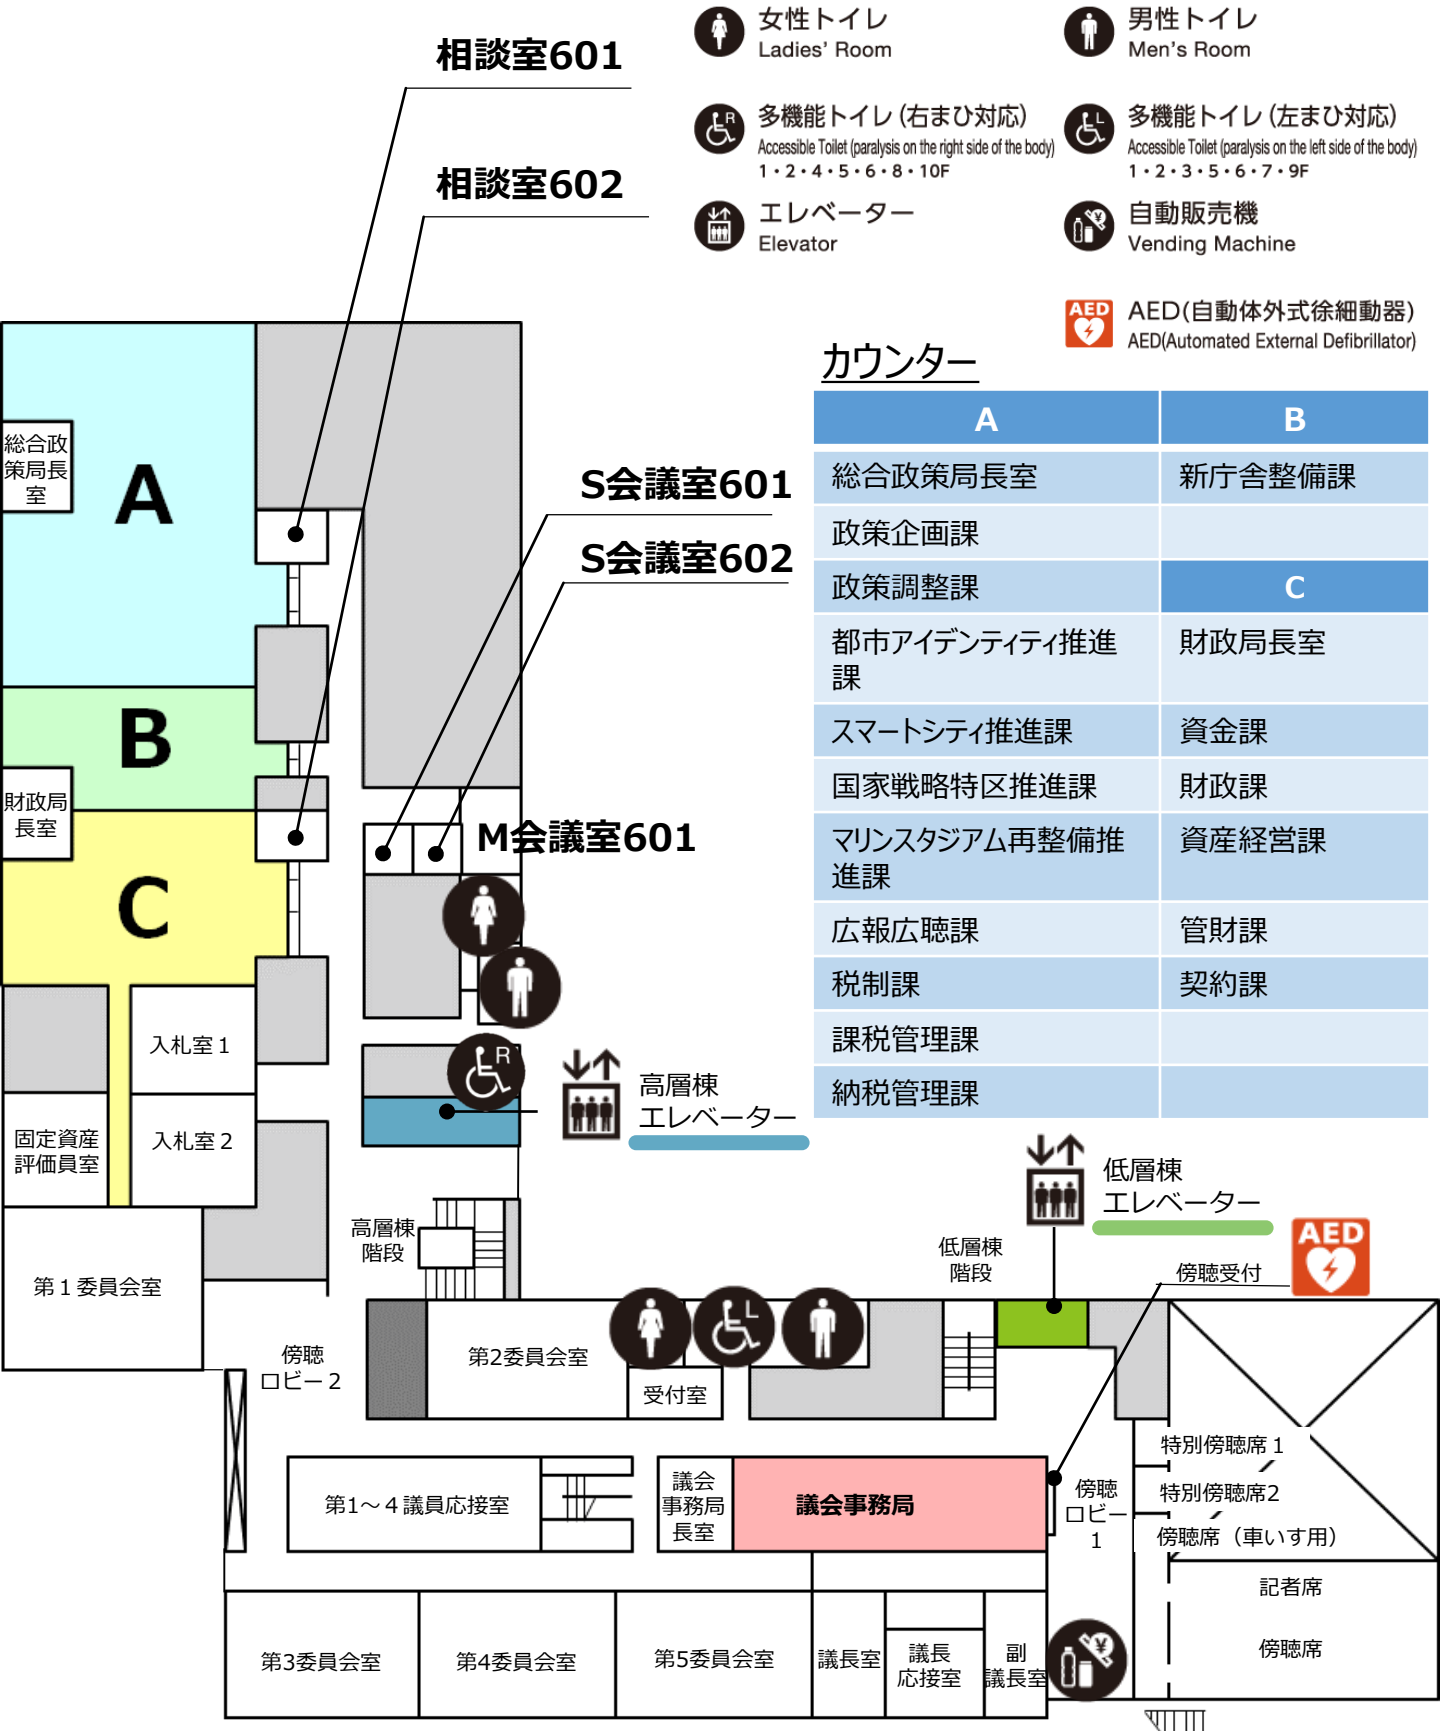 女性トイレ
Ladies' Room
男性トイレ
Men's Room
多機能トイレ（右まひ対応）
Accessible Toilet (paralysis on the right side of the body)
1・2・4・5・6・8・10F
多機能トイレ（左まひ対応）
Accessible Toilet (paralysis on the left side of the body)
1・2・3・5・6・7・9F
エレベーター
Elevator
自動販売機
Vending Machine
AED
AED(自動体外式徐細動器)
AED(Automated External Defibrillator)
相談室601
相談室602
S会議室601
S会議室602
M会議室601
カウンター
A
B
総合政策局長室
新庁舎整備課
政策企画課
政策調整課
C
都市アイデンティティ推進
課
財政局長室
スマートシティ推進課
資金課
国家戦略特区推進課
財政課
マリンスタジアム再整備推
進課
資産経営課
広報広聴課
管財課
税制課
契約課
課税管理課
納税管理課
A
総合政
策局長
室
B
財政局
長室
C
入札室１
入札室２
固定資産
評価員室
第１委員会室
R
高層棟
エレベーター
高層棟
階段
低層棟
エレベーター
低層棟
階段
傍聴受付
AED
傍聴
ロビー２
第2委員会室
L
受付室
第1～４議員応接室
議会
事務局
長室
議会事務局
傍聴
ロビー
1
特別傍聴席１
特別傍聴席2
傍聴席（車いす用）
記者席
傍聴席
第3委員会室
第4委員会室
第5委員会室
議長室
議長
応接室
副
議長室